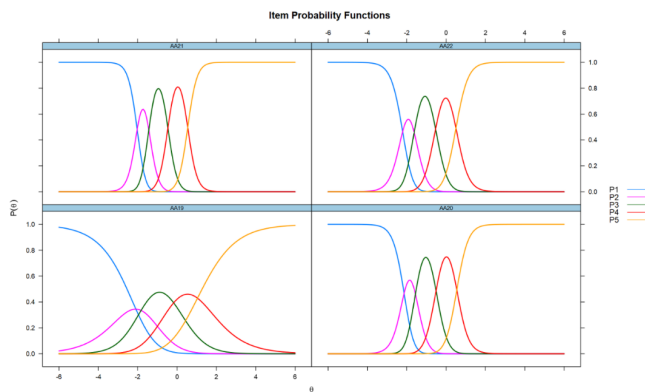 Item Probability Functions
-6 -4 -2 0 2 4 6
AA21 AA22
1.0
0.8
0.6
0.4
0.2
0.0
P(θ)
P1
P2
P3
P4
P5
AA19 AA20
1.0
0.8
0.6
0.4
0.2
0.0
-6 -4 -2 0 2 4 6
θ